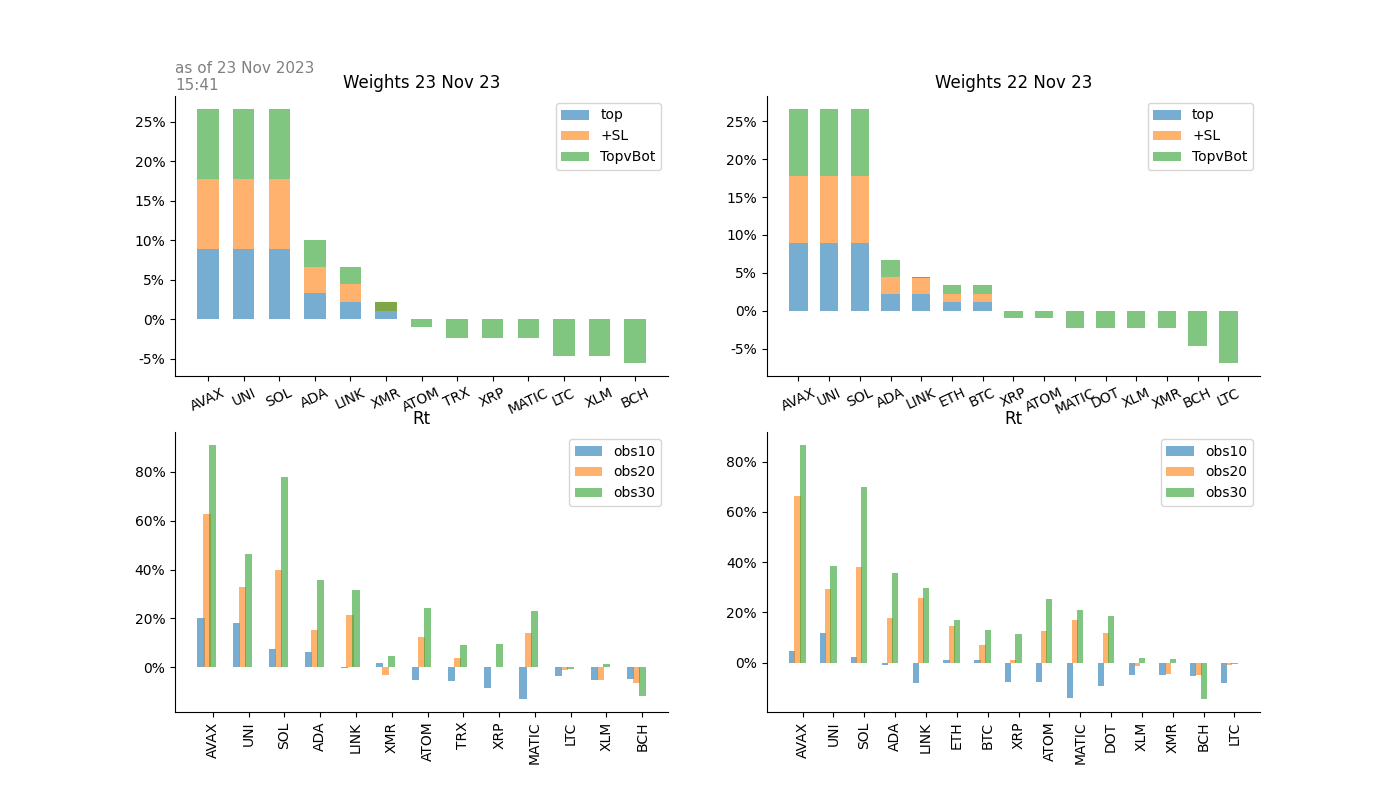 as of 23 Nov 2023
15:41
Weights 23 Nov 23
25%
20%
15%
10%
5%
0%
-5%
top
+SL
TopvBot
AVAX UNI SOL ADA LINK XMR ATOM TRX XRP MATIC LTC XLM BCH
Weights 22 Nov 23
25%
20%
15%
10%
5%
0%
-5%
top
+SL
TopvBot
AVAX UNI SOL ADA LINK ETH BTC XRP ATOM MATIC DOT XLM XMR BCH LTC
Rt
80%
60%
40%
20%
0%
obs10
obs20
obs30
AVAX UNI SOL ADA LINK XMR ATOM TRX XRP MATIC LTC XLM BCH
Rt
80%
60%
40%
20%
0%
obs10
obs20
obs30
AVAX UNI SOL ADA LINK ETH BTC XRP ATOM MATIC DOT XLM XMR BCH LTC